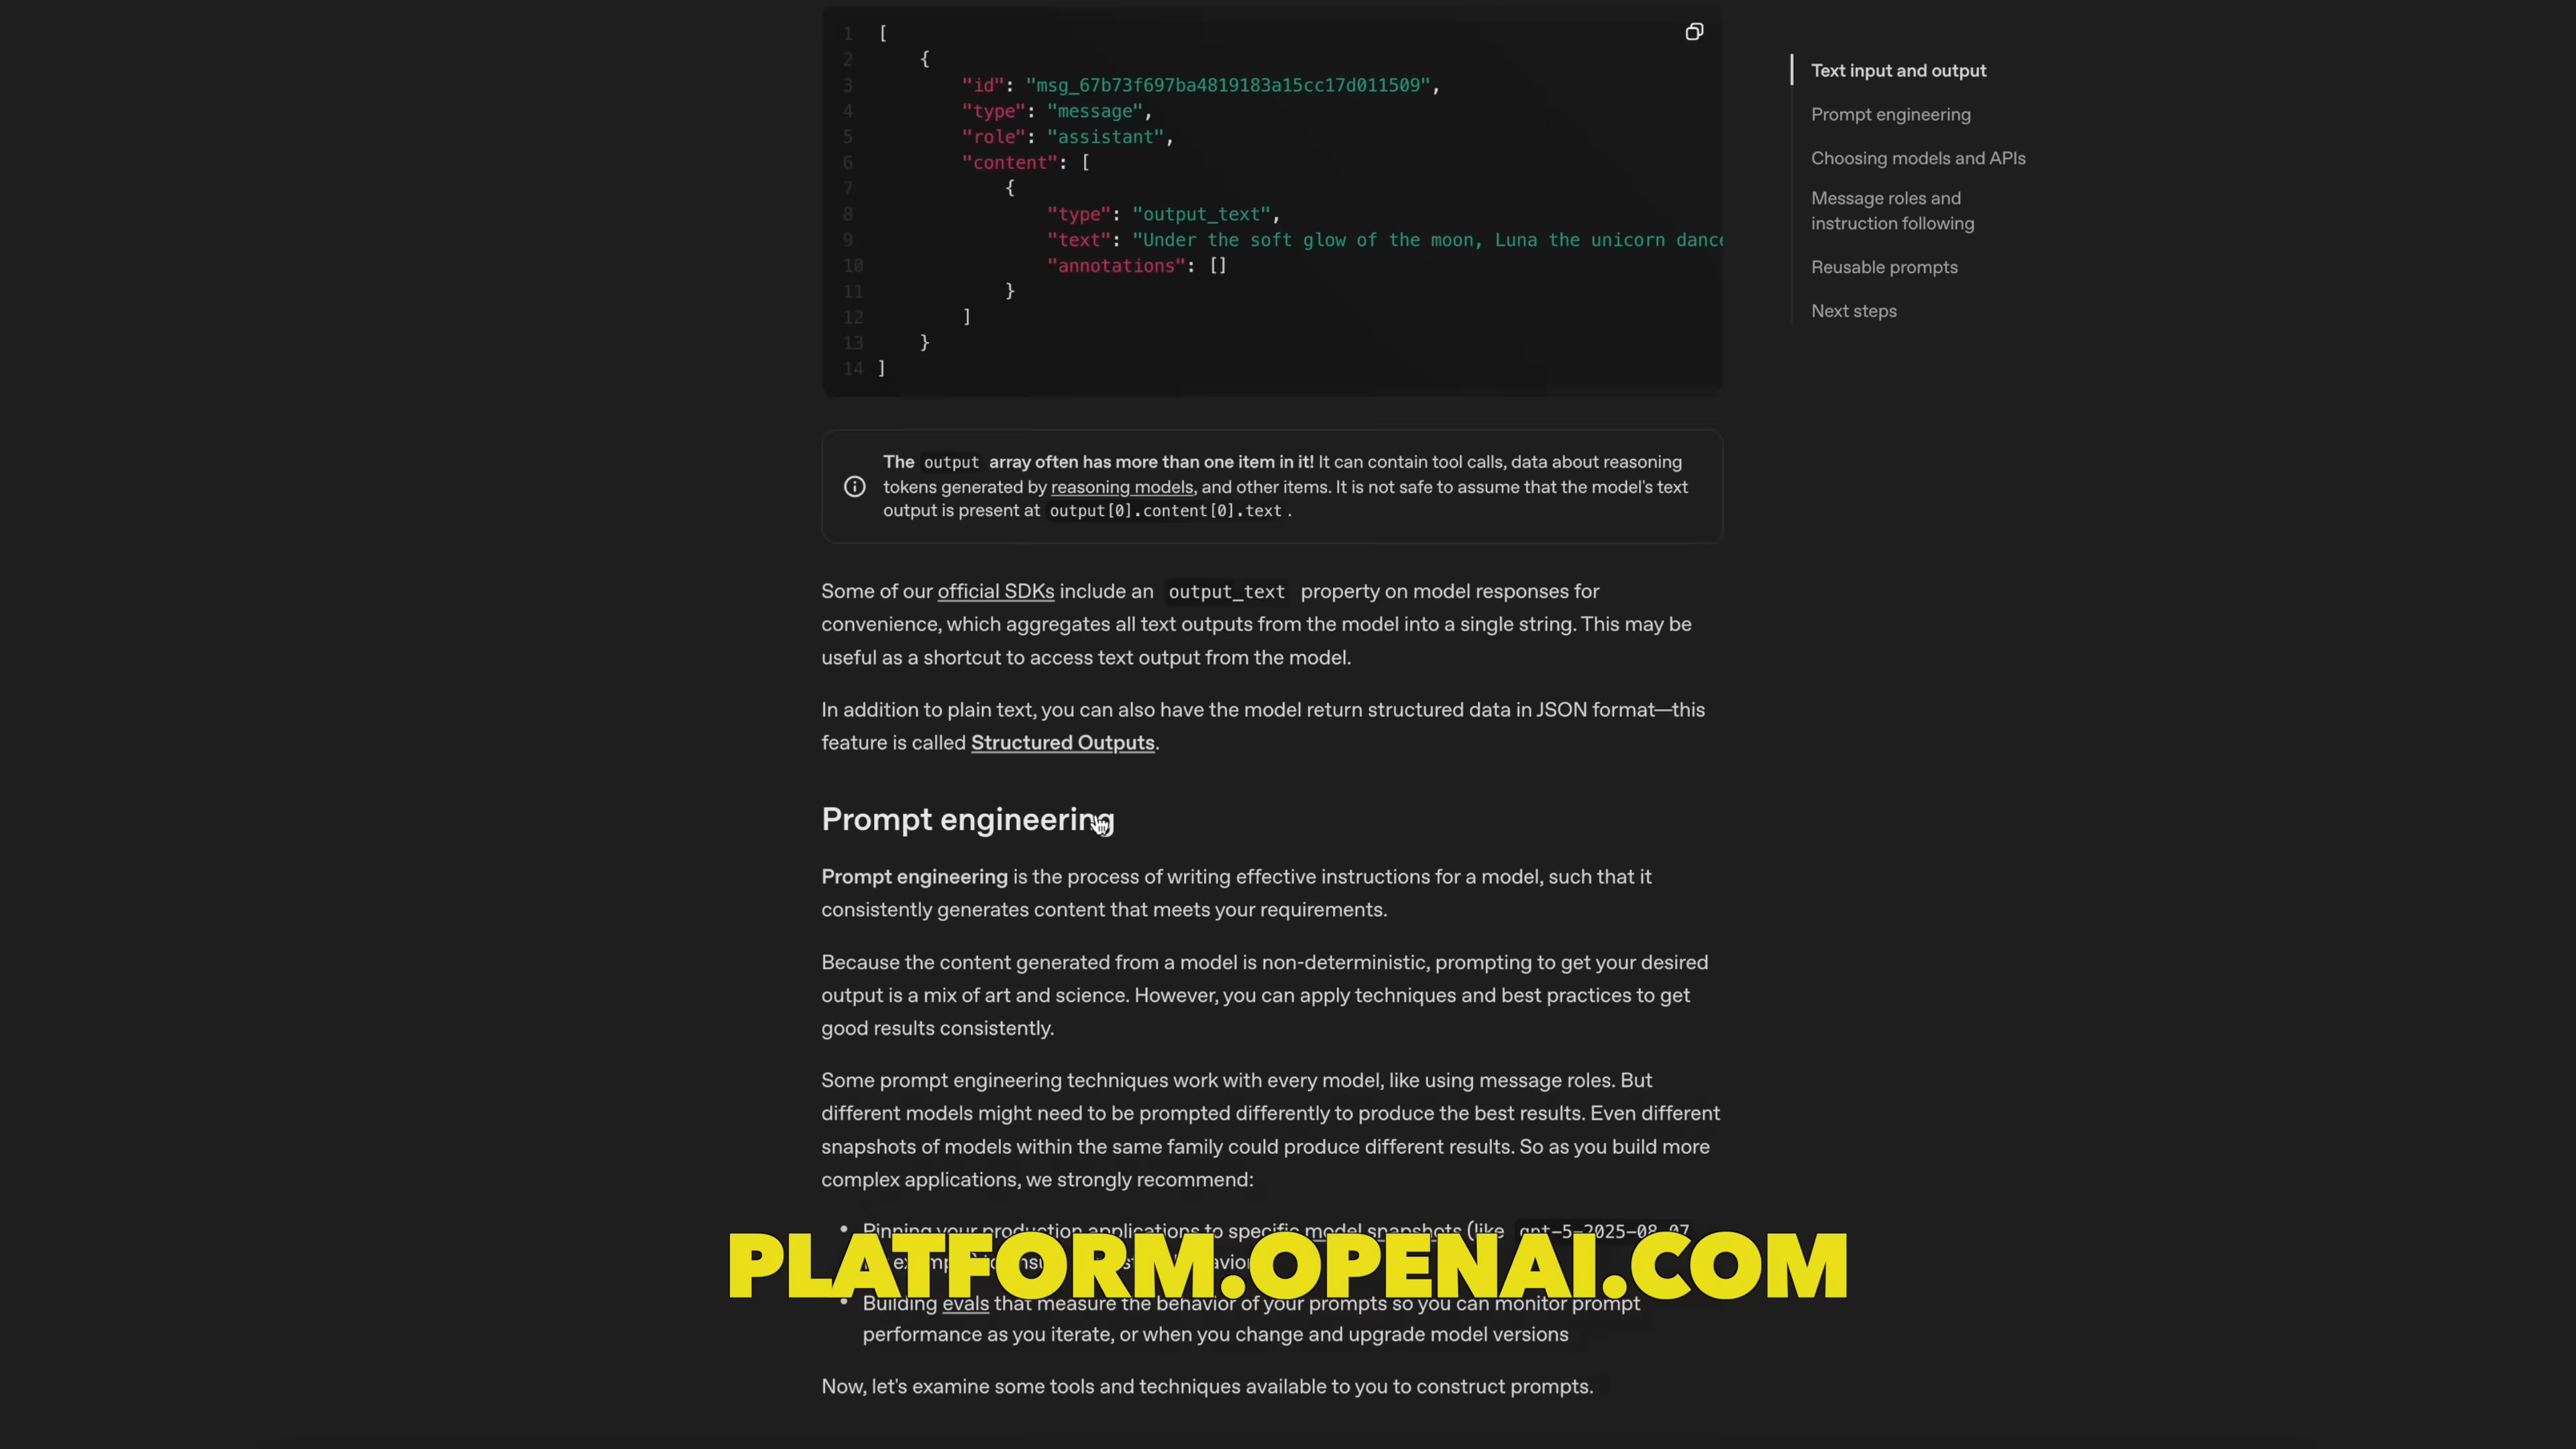 1 [
2 {
3 "id": "msg_67b73f697ba4819183a15cc17d011509",
4 "type": "message",
5 "role": "assistant",
6 "content": [
7 {
8 "type": "output_text",
9 "text": "Under the soft glow of the moon, Luna the unicorn dance
10 "annotations": []
11 }
12 ]
13 }
14 ]
Text input and output
Prompt engineering
Choosing models and APIs
Message roles and
instruction following
Reusable prompts
Next steps
The output array often has more than one item in it! It can contain tool calls, data about reasoning
tokens generated by reasoning models, and other items. It is not safe to assume that the model's text
output is present at output[0].content[0].text.
Some of our official SDKs include an output_text property on model responses for
convenience, which aggregates all text outputs from the model into a single string. This may be
useful as a shortcut to access text output from the model.
In addition to plain text, you can also have the model return structured data in JSON format—this
feature is called Structured Outputs.
Prompt engineering
Prompt engineering is the process of writing effective instructions for a model, such that it
consistently generates content that meets your requirements.
Because the content generated from a model is non-deterministic, prompting to get your desired
output is a mix of art and science. However, you can apply techniques and best practices to get
good results consistently.
Some prompt engineering techniques work with every model, like using message roles. But
different models might need to be prompted differently to produce the best results. Even different
snapshots of models within the same family could produce different results. So as you build more
complex applications, we strongly recommend:
• Pinning your production applications to specific model snapshots (like gpt-5-2025-08-07
PLATFORM.OPENAI.COM
• Building evals that measure the behavior of your prompts so you can monitor prompt
performance as you iterate, or when you change and upgrade model versions
Now, let's examine some tools and techniques available to you to construct prompts.